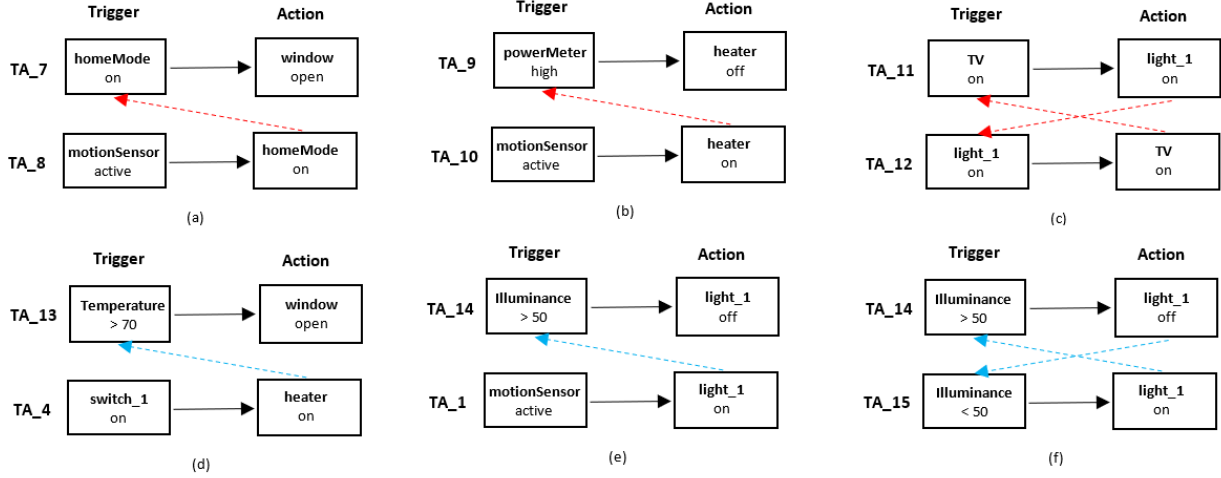 Trigger Action
TA_7
homeMode
on
window
open
TA_8
motionSensor
active
homeMode
on
(a)
Trigger Action
TA_9
powerMeter
high
heater
off
TA_10
motionSensor
active
heater
on
(b)
Trigger Action
TA_11
TV
on
light_1
on
TA_12
light_1
on
TV
on
(c)
Trigger Action
TA_13
Temperature
> 70
window
open
TA_4
switch_1
on
heater
on
(d)
Trigger Action
TA_14
Illuminance
> 50
light_1
off
TA_1
motionSensor
active
light_1
on
(e)
Trigger Action
TA_14
Illuminance
> 50
light_1
off
TA_15
Illuminance
< 50
light_1
on
(f)